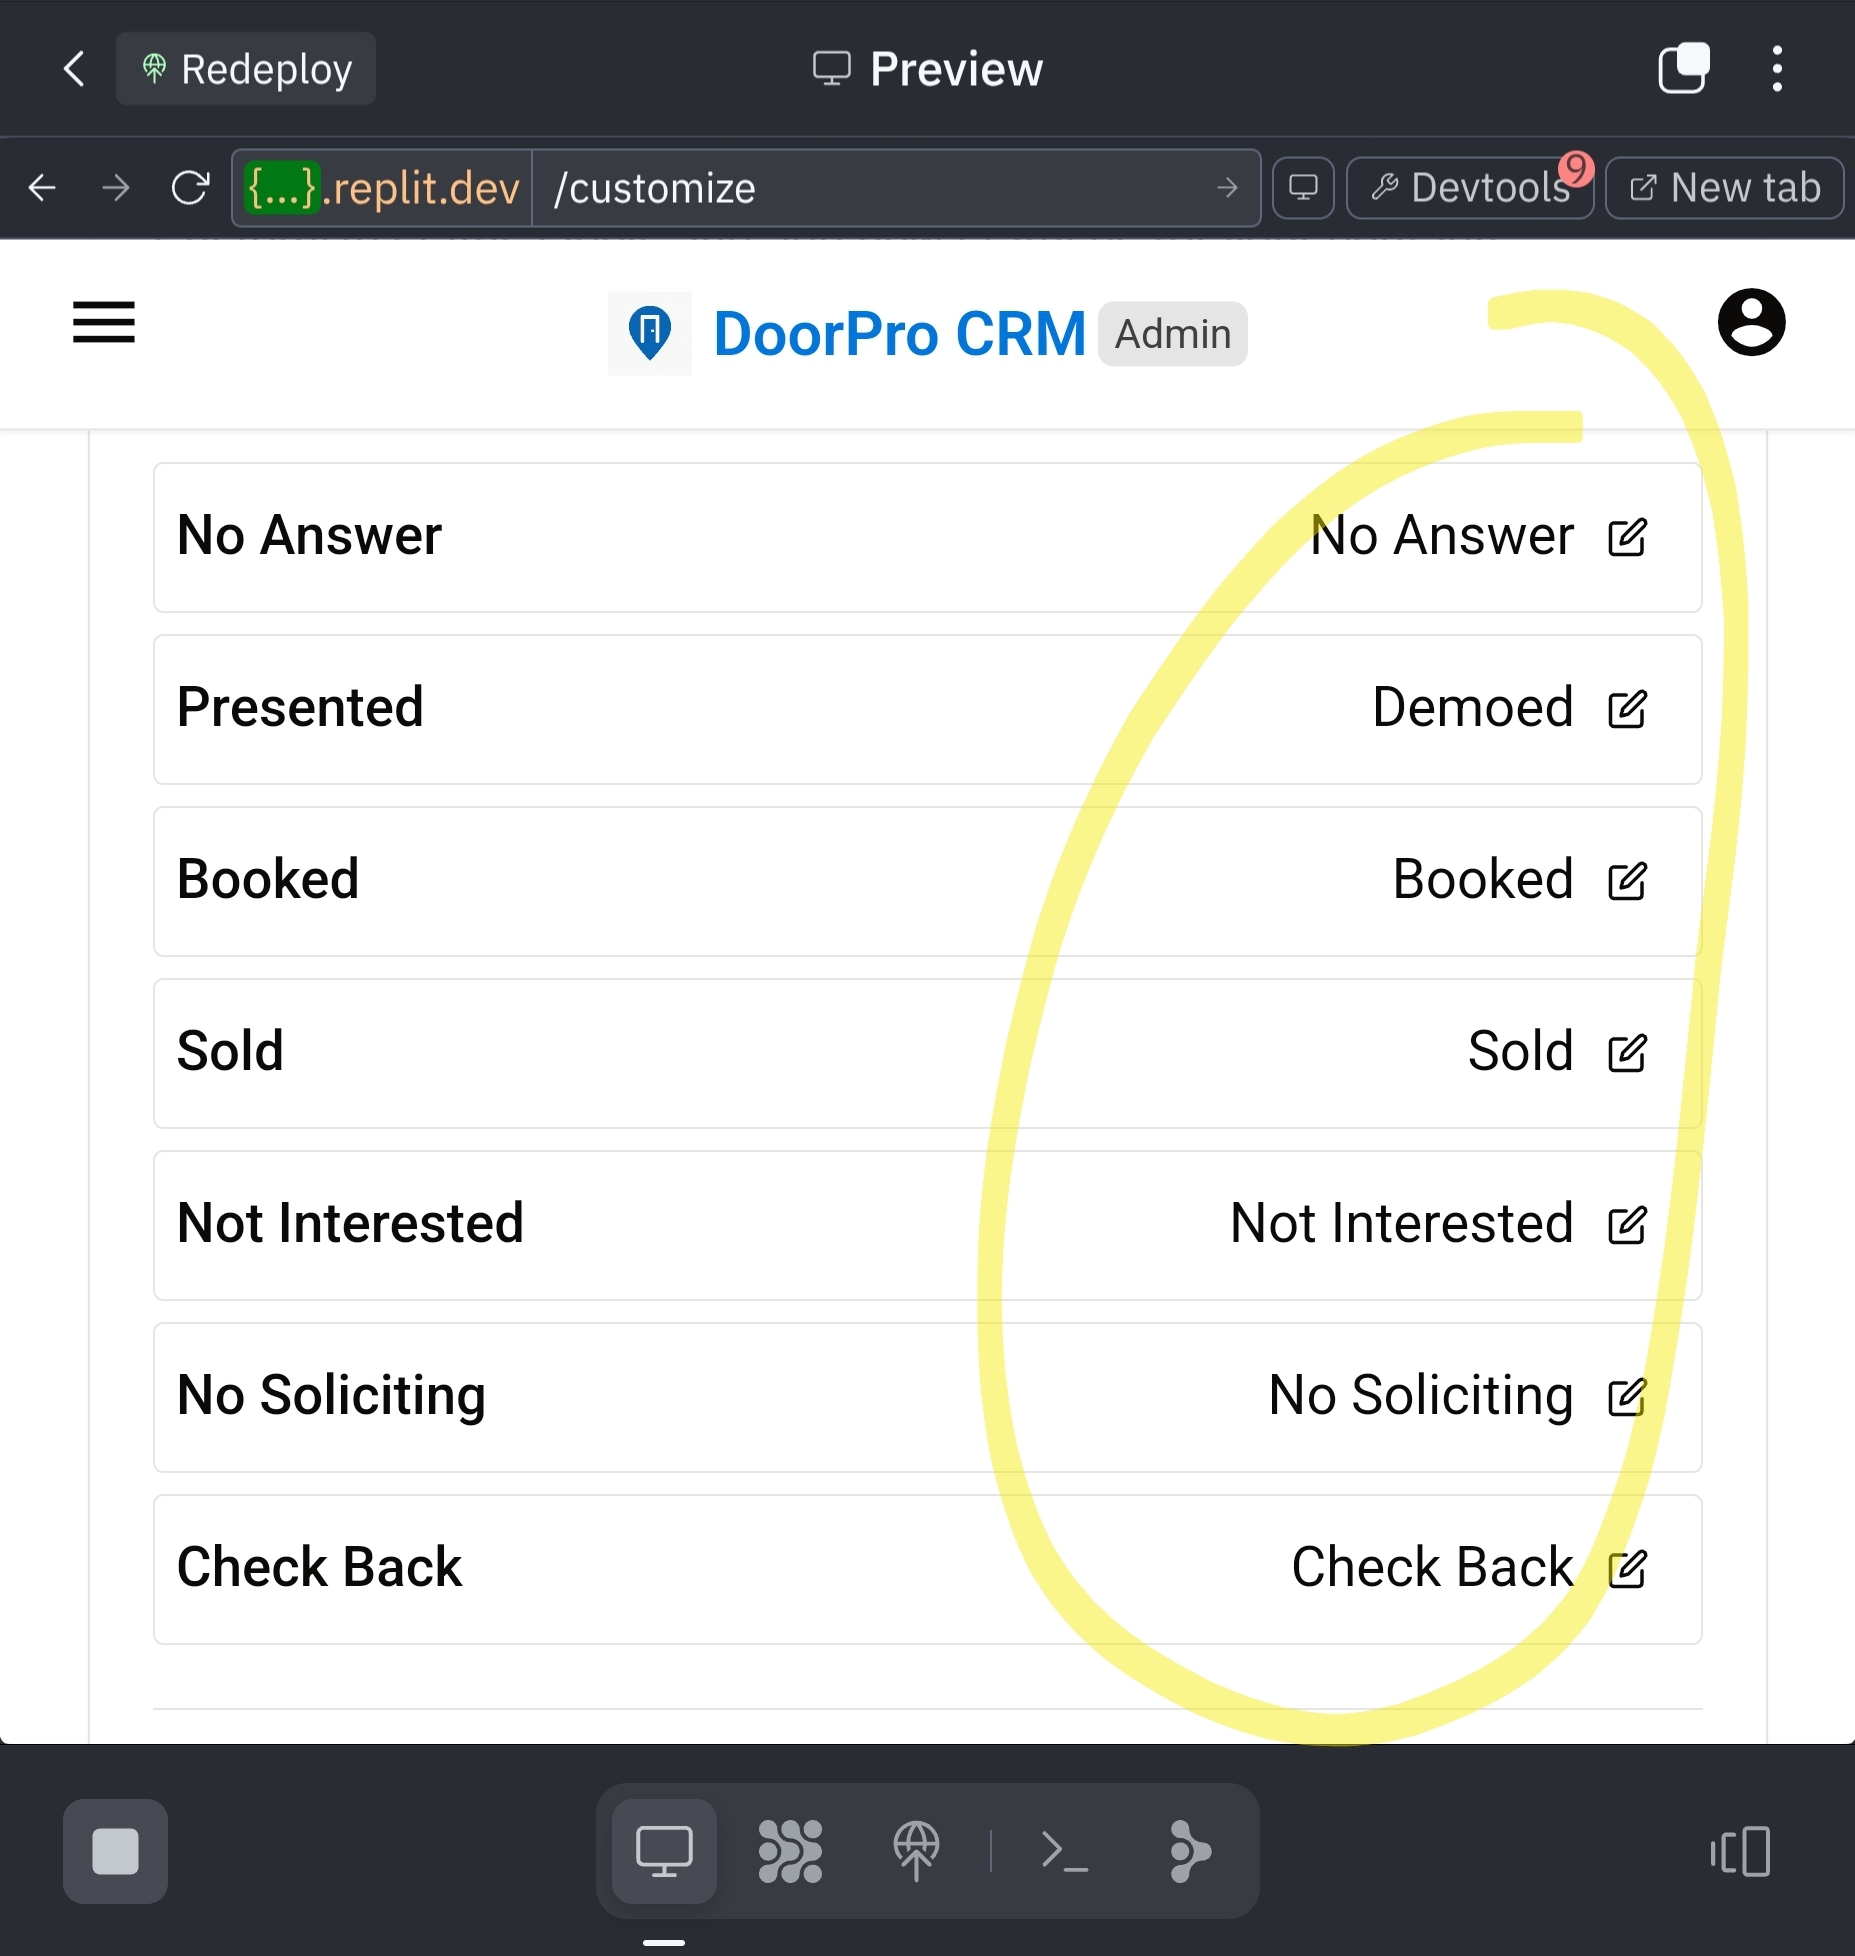 Redeploy
Preview
{...}.replit.dev /customize
Devtools 9
New tab
DoorPro CRM Admin
No Answer No Answer
Presented Demoed
Booked Booked
Sold Sold
Not Interested Not Interested
No Soliciting No Soliciting
Check Back Check Back